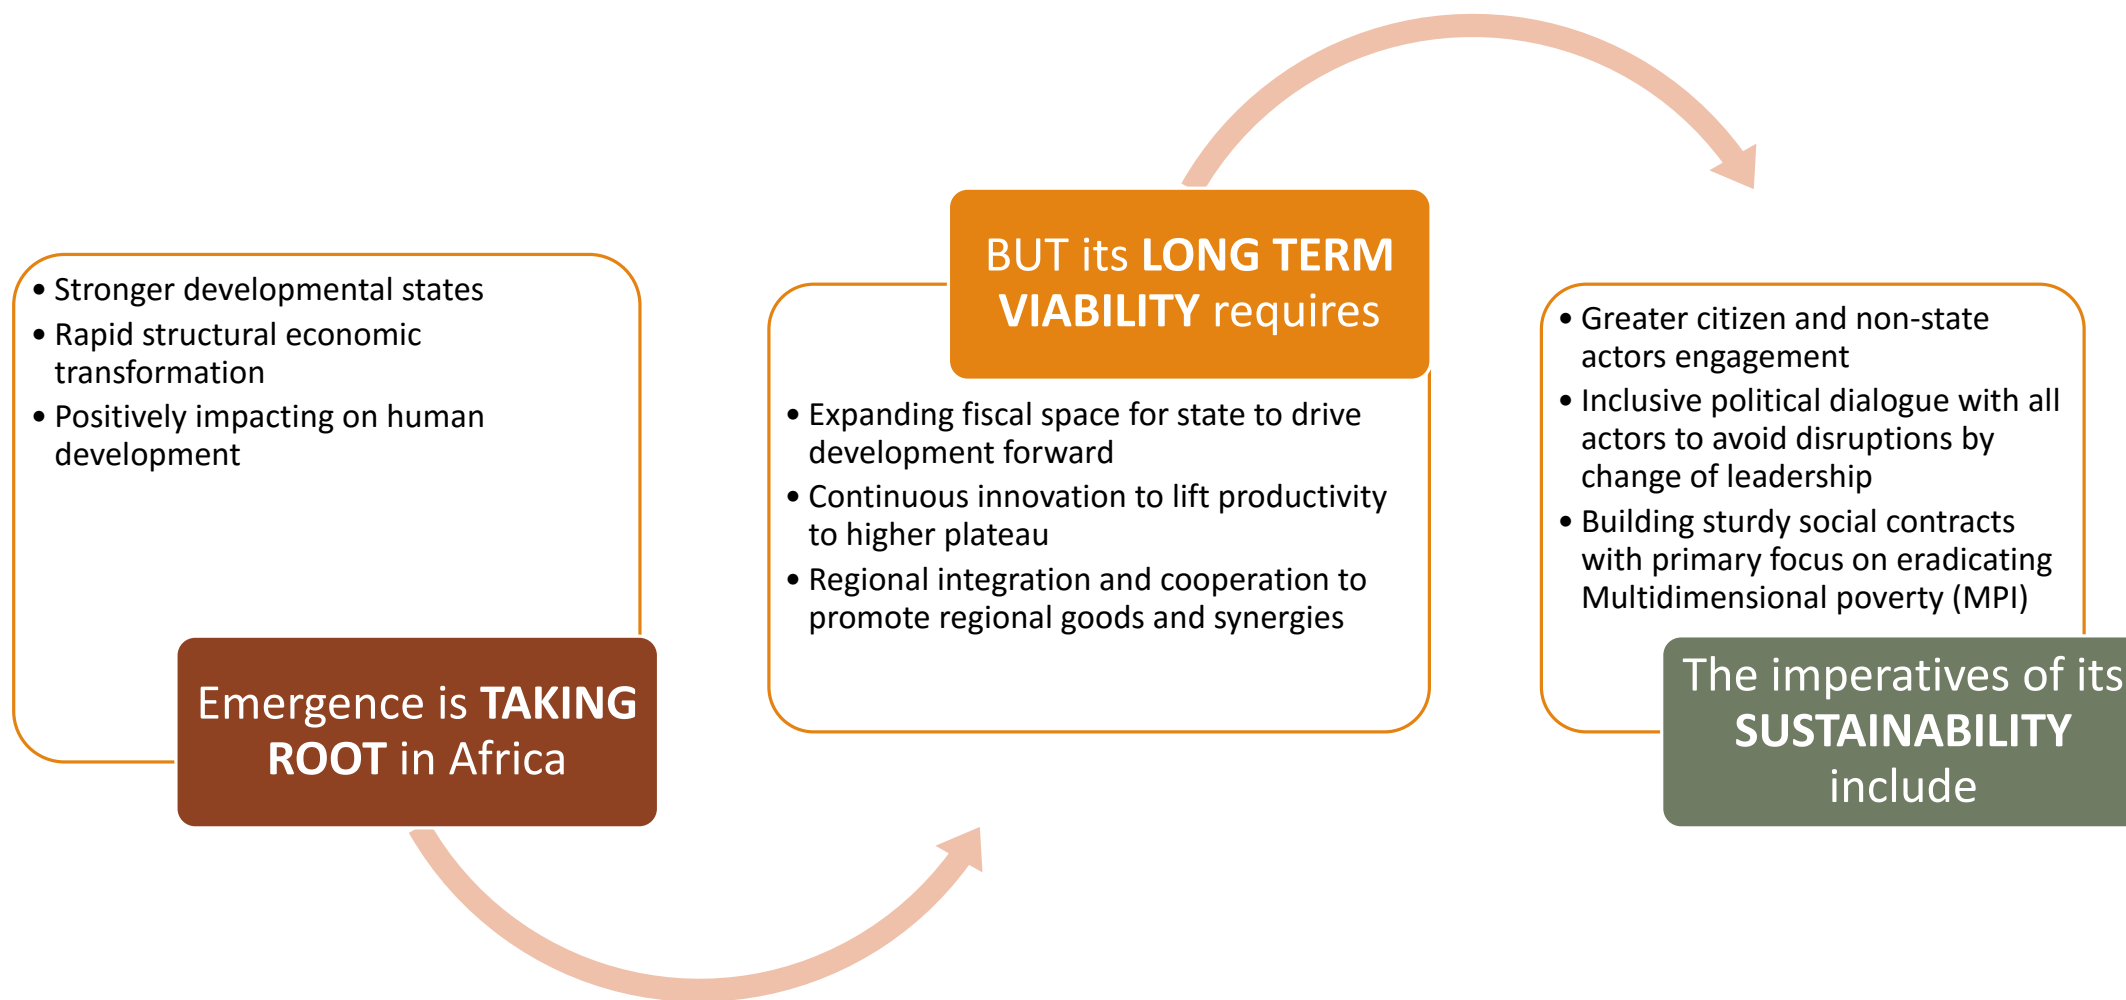 • Stronger developmental states
• Rapid structural economic
transformation
• Positively impacting on human
development
Emergence is TAKING
ROOT in Africa
BUT its LONG TERM
VIABILITY requires
• Expanding fiscal space for state to drive
development forward
• Continuous innovation to lift productivity
to higher plateau
• Regional integration and cooperation to
promote regional goods and synergies
• Greater citizen and non-state
actors engagement
• Inclusive political dialogue with all
actors to avoid disruptions by
change of leadership
• Building sturdy social contracts
with primary focus on eradicating
Multidimensional poverty (MPI)
The imperatives of its
SUSTAINABILITY
include